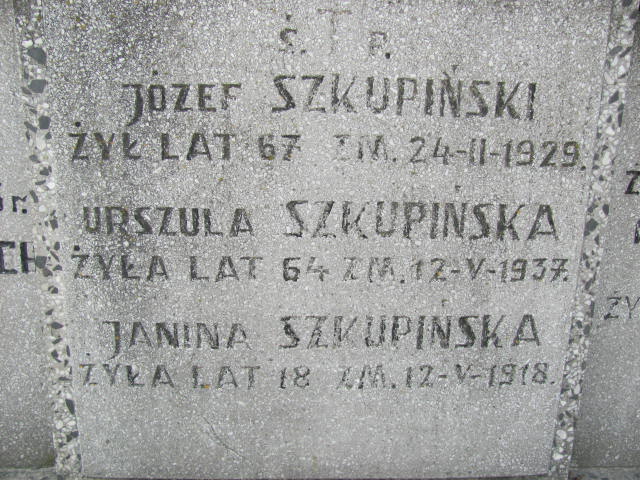 Ś. † P.
JÓZEF SZKUPIŃSKI
ŻYŁ LAT 67 ZM. 24-II-1929.
URSZULA SZKUPIŃSKA
ŻYŁA LAT 64 ZM. 12-V-1937.
JANINA SZKUPIŃSKA
ŻYŁA LAT 18 ZM. 12-V-1918.